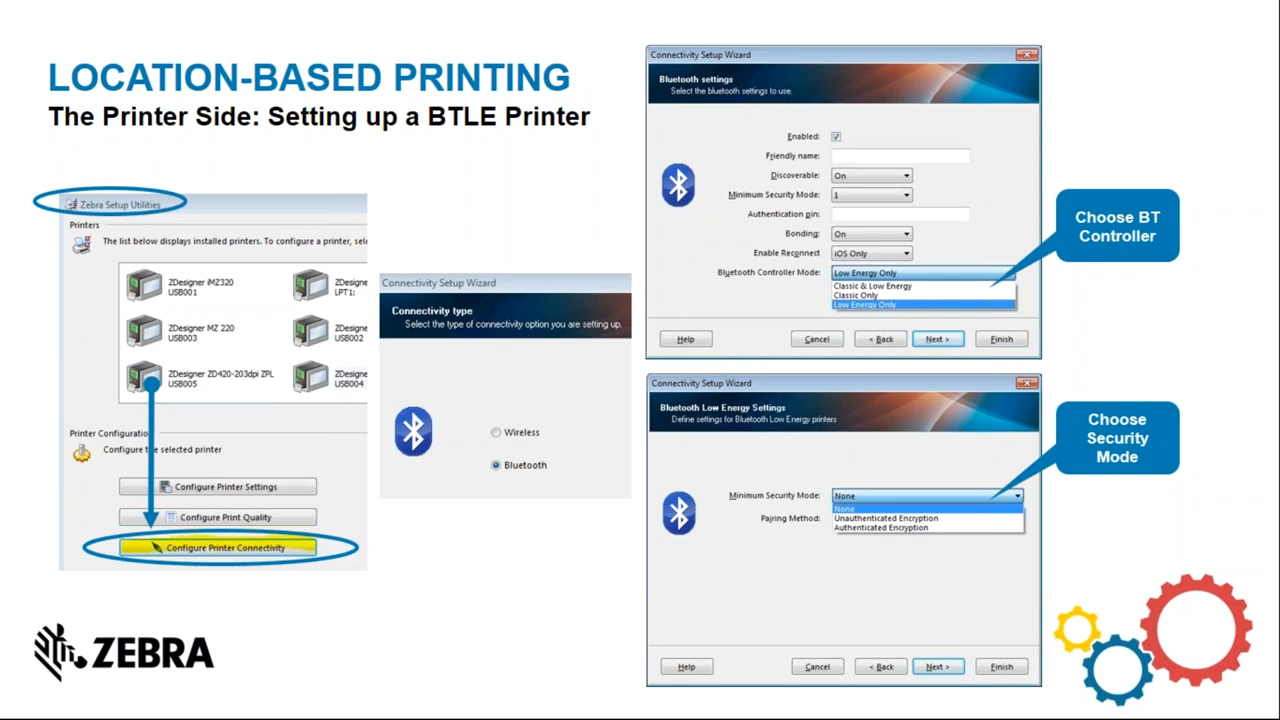 LOCATION-BASED PRINTING
The Printer Side: Setting up a BTLE Printer
Zebra Setup Utilities
Printers
The list below displays installed printers. To configure a printer, sel
ZDesigner iMZ320
USB001
ZDesigne
LPT1:
ZDesigner MZ 220
USB003
ZDesigne
USB002
ZDesigner ZD420-203dpi ZPL
USB005
ZDesigne
USB004
Printer Configuration
Configure the selected printer
Configure Printer Settings
Configure Print Quality
Configure Printer Connectivity
Connectivity Setup Wizard
Connectivity type
Select the type of connectivity option you are setting up.
Wireless
Bluetooth
Connectivity Setup Wizard
Bluetooth settings
Select the bluetooth settings to use.
Enabled:
Friendly name:
Discoverable: On
Minimum Security Mode: 1
Authentication pin:
Bonding: On
Enable Reconnect iOS Only
Bluetooth Controller Mode: Low Energy Only
Classic & Low Energy
Classic Only
Low Energy Only
Help Cancel < Back Next > Finish
Choose BT
Controller
Connectivity Setup Wizard
Bluetooth Low Energy Settings
Define settings for Bluetooth Low Energy printers
Minimum Security Mode: None
None
Pairing Method: Unauthenticated Encryption
Authenticated Encryption
Help Cancel < Back Next > Finish
Choose
Security
Mode
ZEBRA